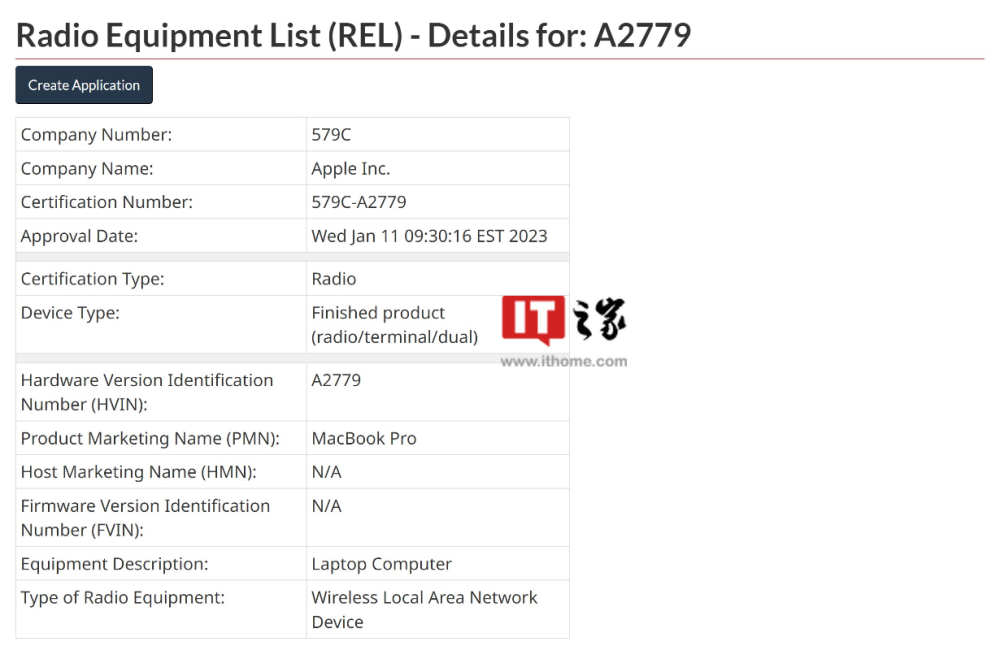 Radio Equipment List (REL) - Details for: A2779
Create Application
Company Number: 579C
Company Name: Apple Inc.
Certification Number: 579C-A2779
Approval Date: Wed Jan 11 09:30:16 EST 2023
Certification Type: Radio
Device Type: Finished product
(radio/terminal/dual)
IT之家
www.ithome.com
Hardware Version Identification
Number (HVIN): A2779
Product Marketing Name (PMN): MacBook Pro
Host Marketing Name (HMN): N/A
Firmware Version Identification
Number (FVIN): N/A
Equipment Description: Laptop Computer
Type of Radio Equipment: Wireless Local Area Network
Device